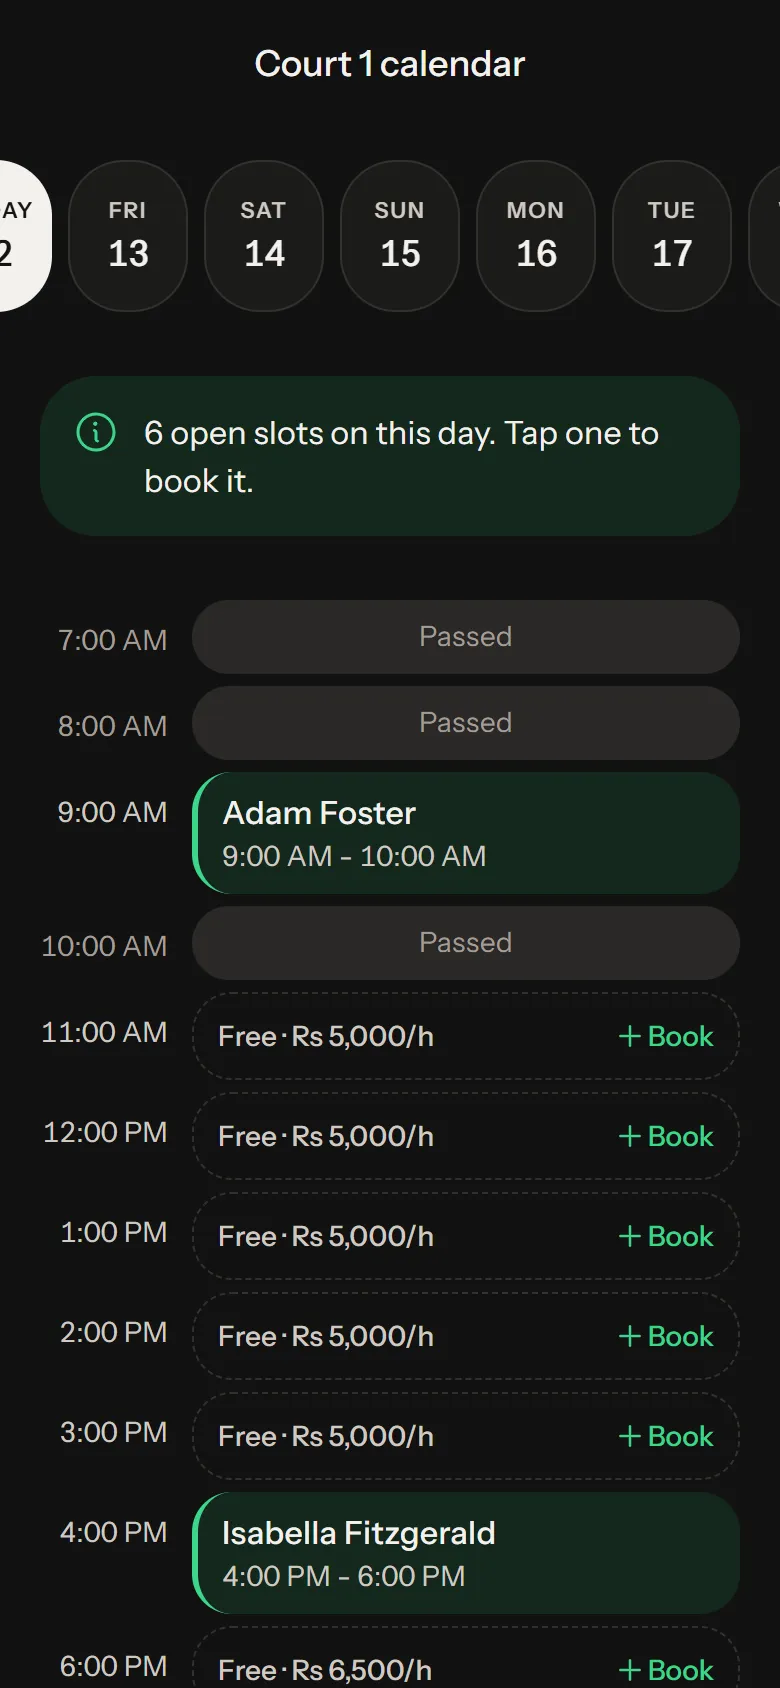 Court 1 calendar
AY FRI SAT SUN MON TUE
2 13 14 15 16 17
6 open slots on this day. Tap one to
book it.
7:00 AM Passed
8:00 AM Passed
9:00 AM Adam Foster
9:00 AM – 10:00 AM
10:00 AM Passed
11:00 AM Free · Rs 5,000/h + Book
12:00 PM Free · Rs 5,000/h + Book
1:00 PM Free · Rs 5,000/h + Book
2:00 PM Free · Rs 5,000/h + Book
3:00 PM Free · Rs 5,000/h + Book
4:00 PM Isabella Fitzgerald
4:00 PM – 6:00 PM
6:00 PM Free · Rs 6,500/h + Book